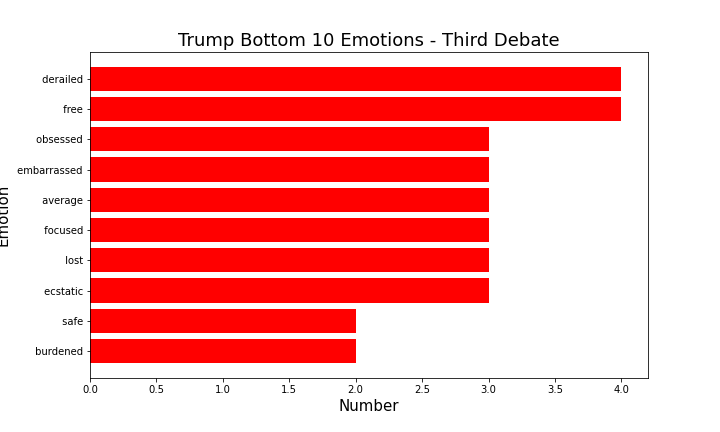 Trump Bottom 10 Emotions - Third Debate
derailed
free
obsessed
embarrassed
average
focused
lost
ecstatic
safe
burdened
Emotion
0.0 0.5 1.0 1.5 2.0 2.5 3.0 3.5 4.0
Number